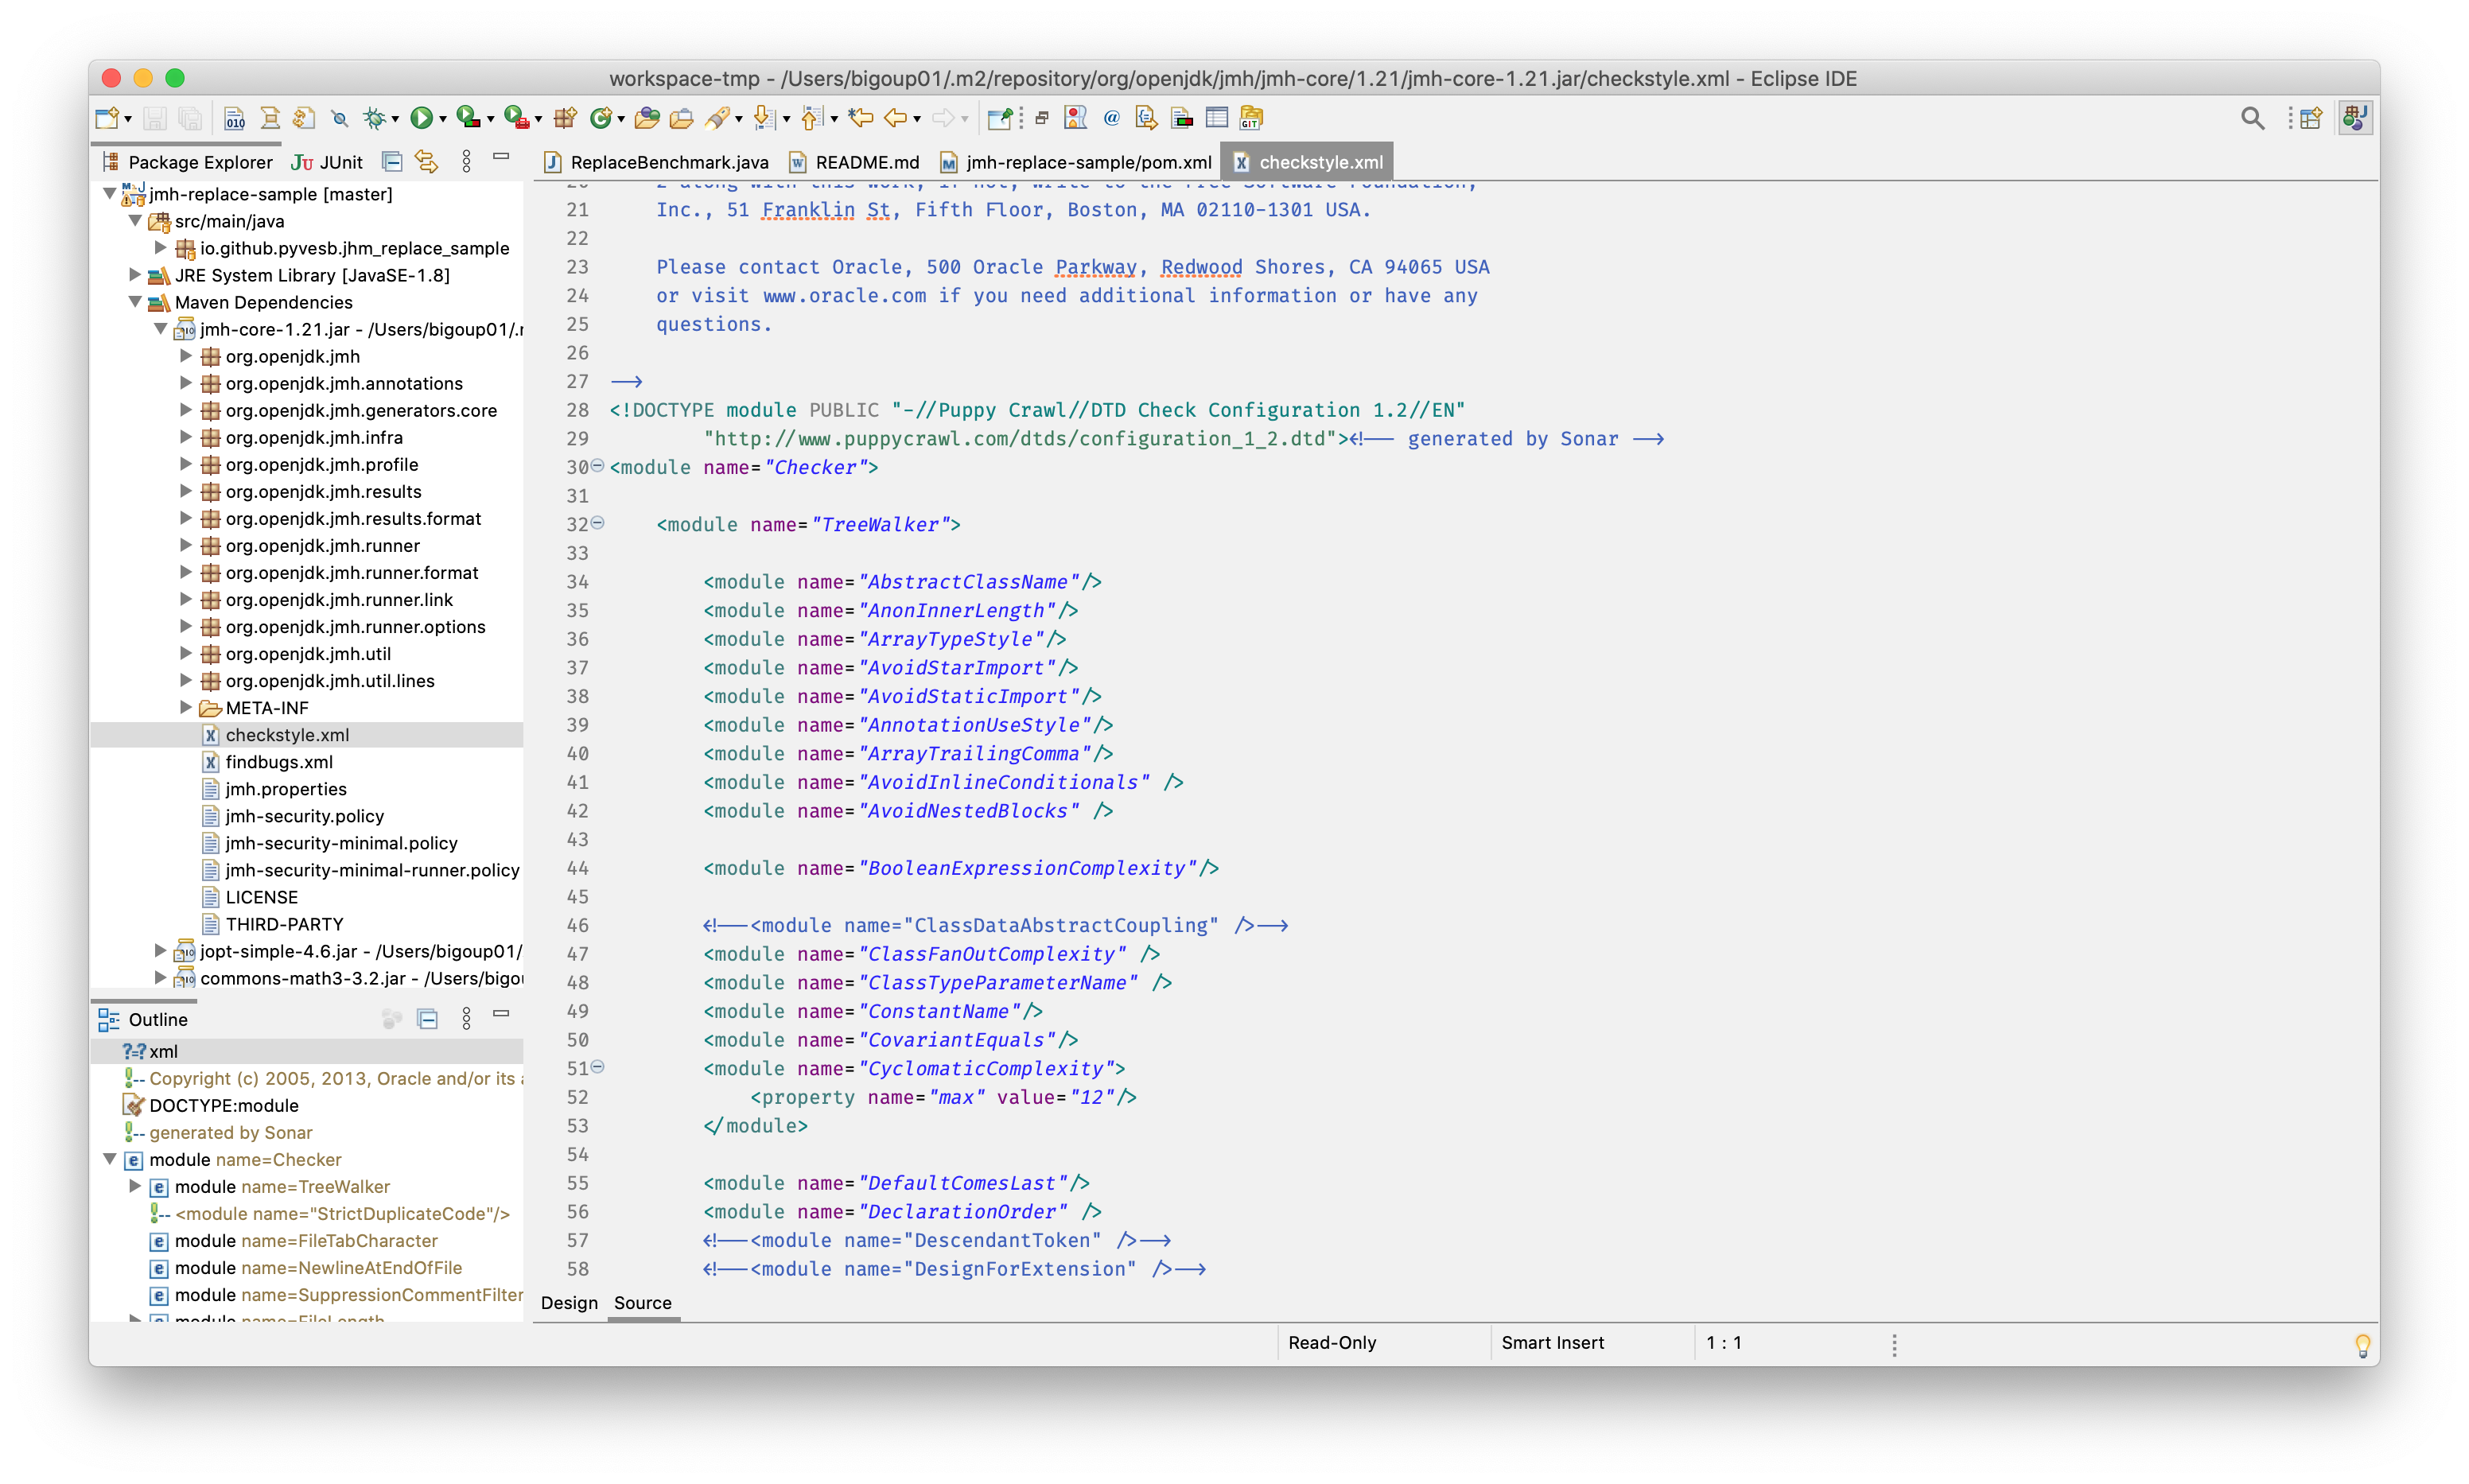 workspace-tmp - /Users/bigoup01/.m2/repository/org/openjdk/jmh/jmh-core/1.21/jmh-core-1.21.jar/checkstyle.xml - Eclipse IDE
Package Explorer
JUnit
jmh-replace-sample [master]
src/main/java
io.github.pyvesb.jhm_replace_sample
JRE System Library [JavaSE-1.8]
Maven Dependencies
jmh-core-1.21.jar - /Users/bigoup01/.
org.openjdk.jmh
org.openjdk.jmh.annotations
org.openjdk.jmh.generators.core
org.openjdk.jmh.infra
org.openjdk.jmh.profile
org.openjdk.jmh.results
org.openjdk.jmh.results.format
org.openjdk.jmh.runner
org.openjdk.jmh.runner.format
org.openjdk.jmh.runner.link
org.openjdk.jmh.runner.options
org.openjdk.jmh.util
org.openjdk.jmh.util.lines
META-INF
checkstyle.xml
findbugs.xml
jmh.properties
jmh-security.policy
jmh-security-minimal.policy
jmh-security-minimal-runner.policy
LICENSE
THIRD-PARTY
jopt-simple-4.6.jar - /Users/bigoup01/
commons-math3-3.2.jar - /Users/bigo
Outline
xml
Copyright (c) 2005, 2013, Oracle and/or its
DOCTYPE:module
generated by Sonar
module name=Checker
module name=TreeWalker
<module name="StrictDuplicateCode"/>
module name=FileTabCharacter
module name=NewlineAtEndOfFile
module name=SuppressionCommentFilter
module name=FileLength
ReplaceBenchmark.java
README.md
jmh-replace-sample/pom.xml
checkstyle.xml
20 2 along with this work; if not, write to the Free Software Foundation,
21 Inc., 51 Franklin St, Fifth Floor, Boston, MA 02110-1301 USA.
22
23 Please contact Oracle, 500 Oracle Parkway, Redwood Shores, CA 94065 USA
24 or visit www.oracle.com if you need additional information or have any
25 questions.
26
27 -->
28 <!DOCTYPE module PUBLIC "-//Puppy Crawl//DTD Check Configuration 1.2//EN"
29 "http://www.puppycrawl.com/dtds/configuration_1_2.dtd"><!-- generated by Sonar -->
30 <module name="Checker">
31
32 <module name="TreeWalker">
33
34 <module name="AbstractClassName"/>
35 <module name="AnonInnerLength"/>
36 <module name="ArrayTypeStyle"/>
37 <module name="AvoidStarImport"/>
38 <module name="AvoidStaticImport"/>
39 <module name="AnnotationUseStyle"/>
40 <module name="ArrayTrailingComma"/>
41 <module name="AvoidInlineConditionals" />
42 <module name="AvoidNestedBlocks" />
43
44 <module name="BooleanExpressionComplexity"/>
45
46 <!--<module name="ClassDataAbstractCoupling" />-->
47 <module name="ClassFanOutComplexity" />
48 <module name="ClassTypeParameterName" />
49 <module name="ConstantName"/>
50 <module name="CovariantEquals"/>
51 <module name="CyclomaticComplexity">
52 <property name="max" value="12"/>
53 </module>
54
55 <module name="DefaultComesLast"/>
56 <module name="DeclarationOrder" />
57 <!--<module name="DescendantToken" />-->
58 <!--<module name="DesignForExtension" />-->
Design
Source
Read-Only
Smart Insert
1 : 1